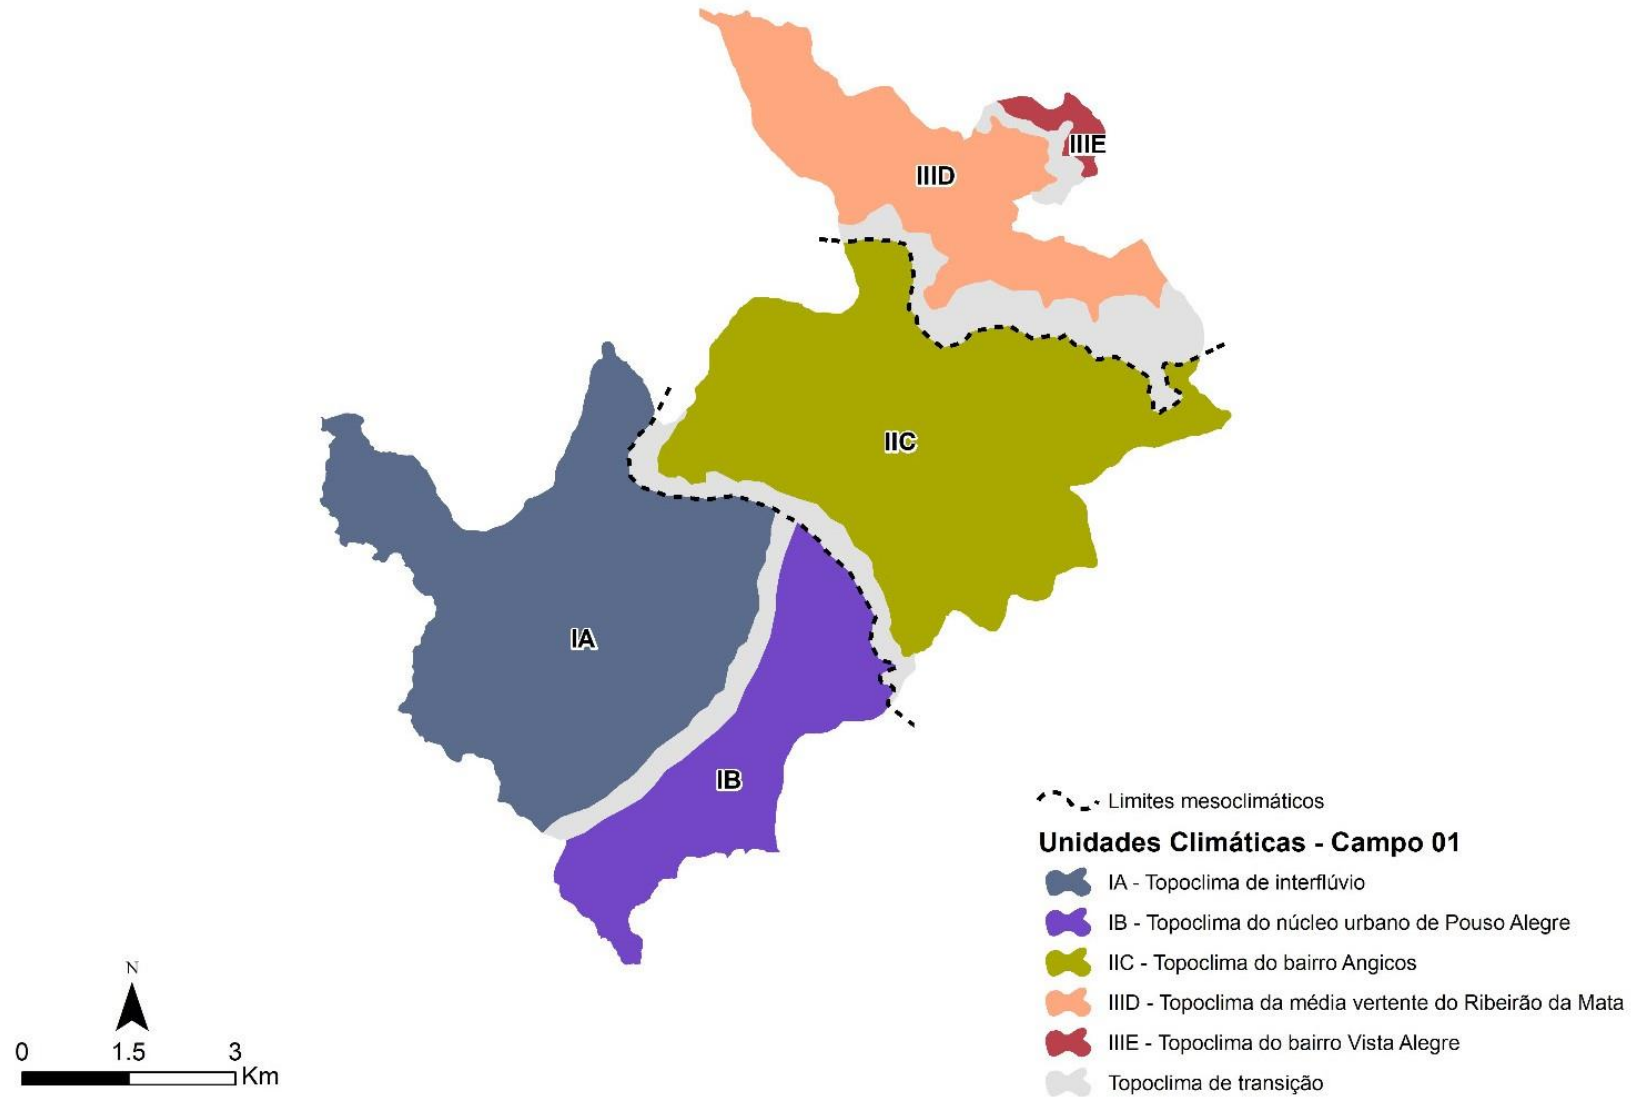 IIIE
IIID
IIC
IA
IB
Limites mesoclimáticos
Unidades Climáticas - Campo 01
IA - Topoclima de interflúvio
IB - Topoclima do núcleo urbano de Pouso Alegre
IIC - Topoclima do bairro Angicos
IIID - Topoclima da média vertente do Ribeirão da Mata
IIIE - Topoclima do bairro Vista Alegre
Topoclima de transição
N
0 1.5 3
Km